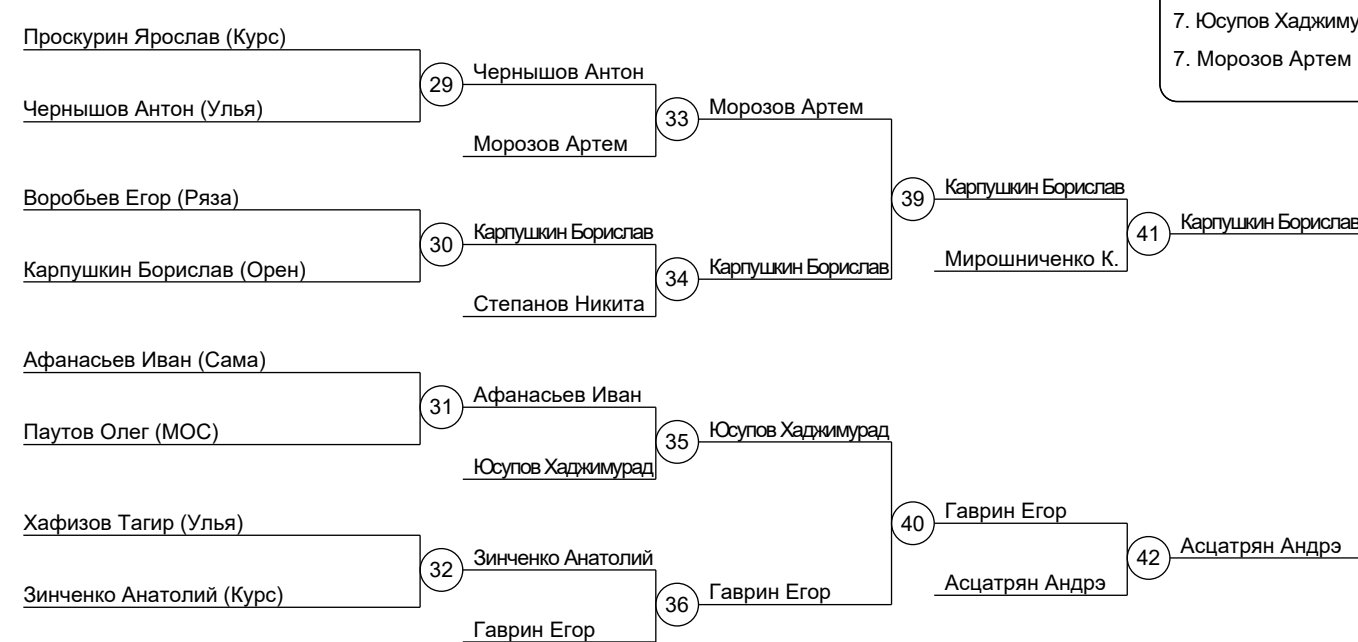 7. Юсупов Хаджиму
Проскурин Ярослав (Курс)
7. Морозов Артем
29
Чернышов Антон
Чернышов Антон (Улья)
33
Морозов Артем
Морозов Артем
Воробьев Егор (Ряза)
39
Карпушкин Борислав
30
Карпушкин Борислав
41
Карпушкин Борислав
Карпушкин Борислав (Орен)
34
Карпушкин Борислав
Мирошниченко К.
Степанов Никита
Афанасьев Иван (Сама)
31
Афанасьев Иван
Паутов Олег (МОС)
35
Юсупов Хаджимурад
Юсупов Хаджимурад
Хафизов Тагир (Улья)
40
Гаврин Егор
32
Зинченко Анатолий
42
Асцатрян Андрэ
Зинченко Анатолий (Курс)
36
Гаврин Егор
Асцатрян Андрэ
Гаврин Егор